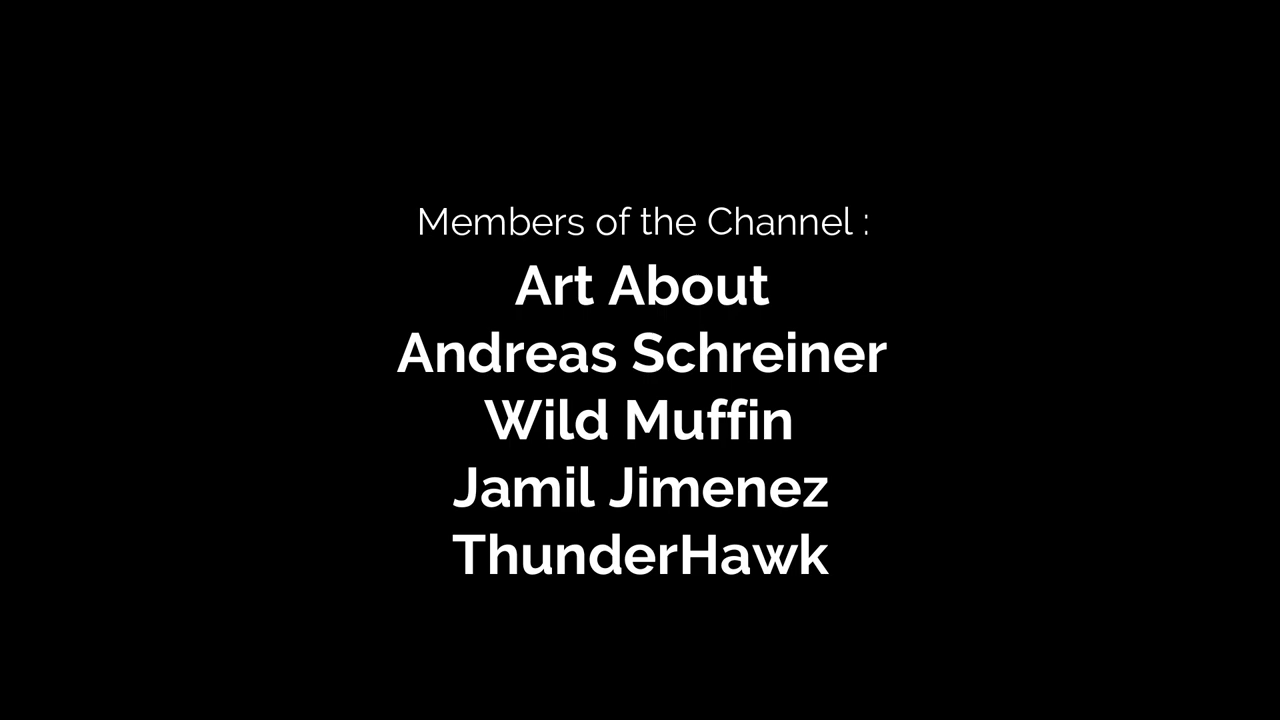 Members of the Channel :
Art About
Andreas Schreiner
Wild Muffin
Jamil Jimenez
ThunderHawk